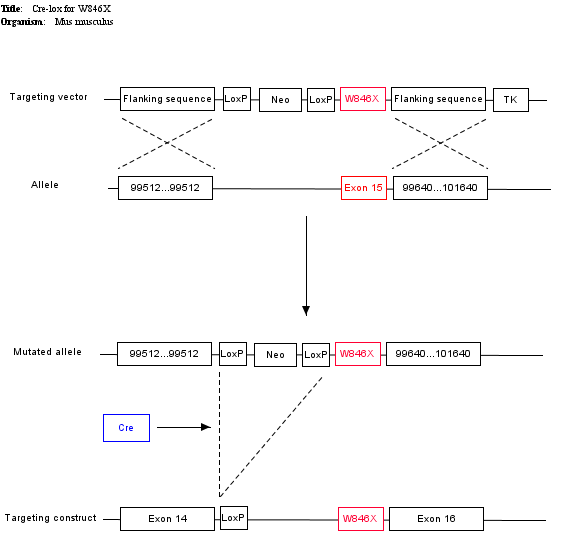 Title: Cre-lox for W846X
Organism: Mus musculus
Targeting vector Flanking sequence LoxP Neo LoxP W846X Flanking sequence TK
Allele 99512...99512 Exon 15 99640...101640
Mutated allele 99512...99512 LoxP Neo LoxP W846X 99640...101640
Cre
Targeting construct Exon 14 LoxP W846X Exon 16